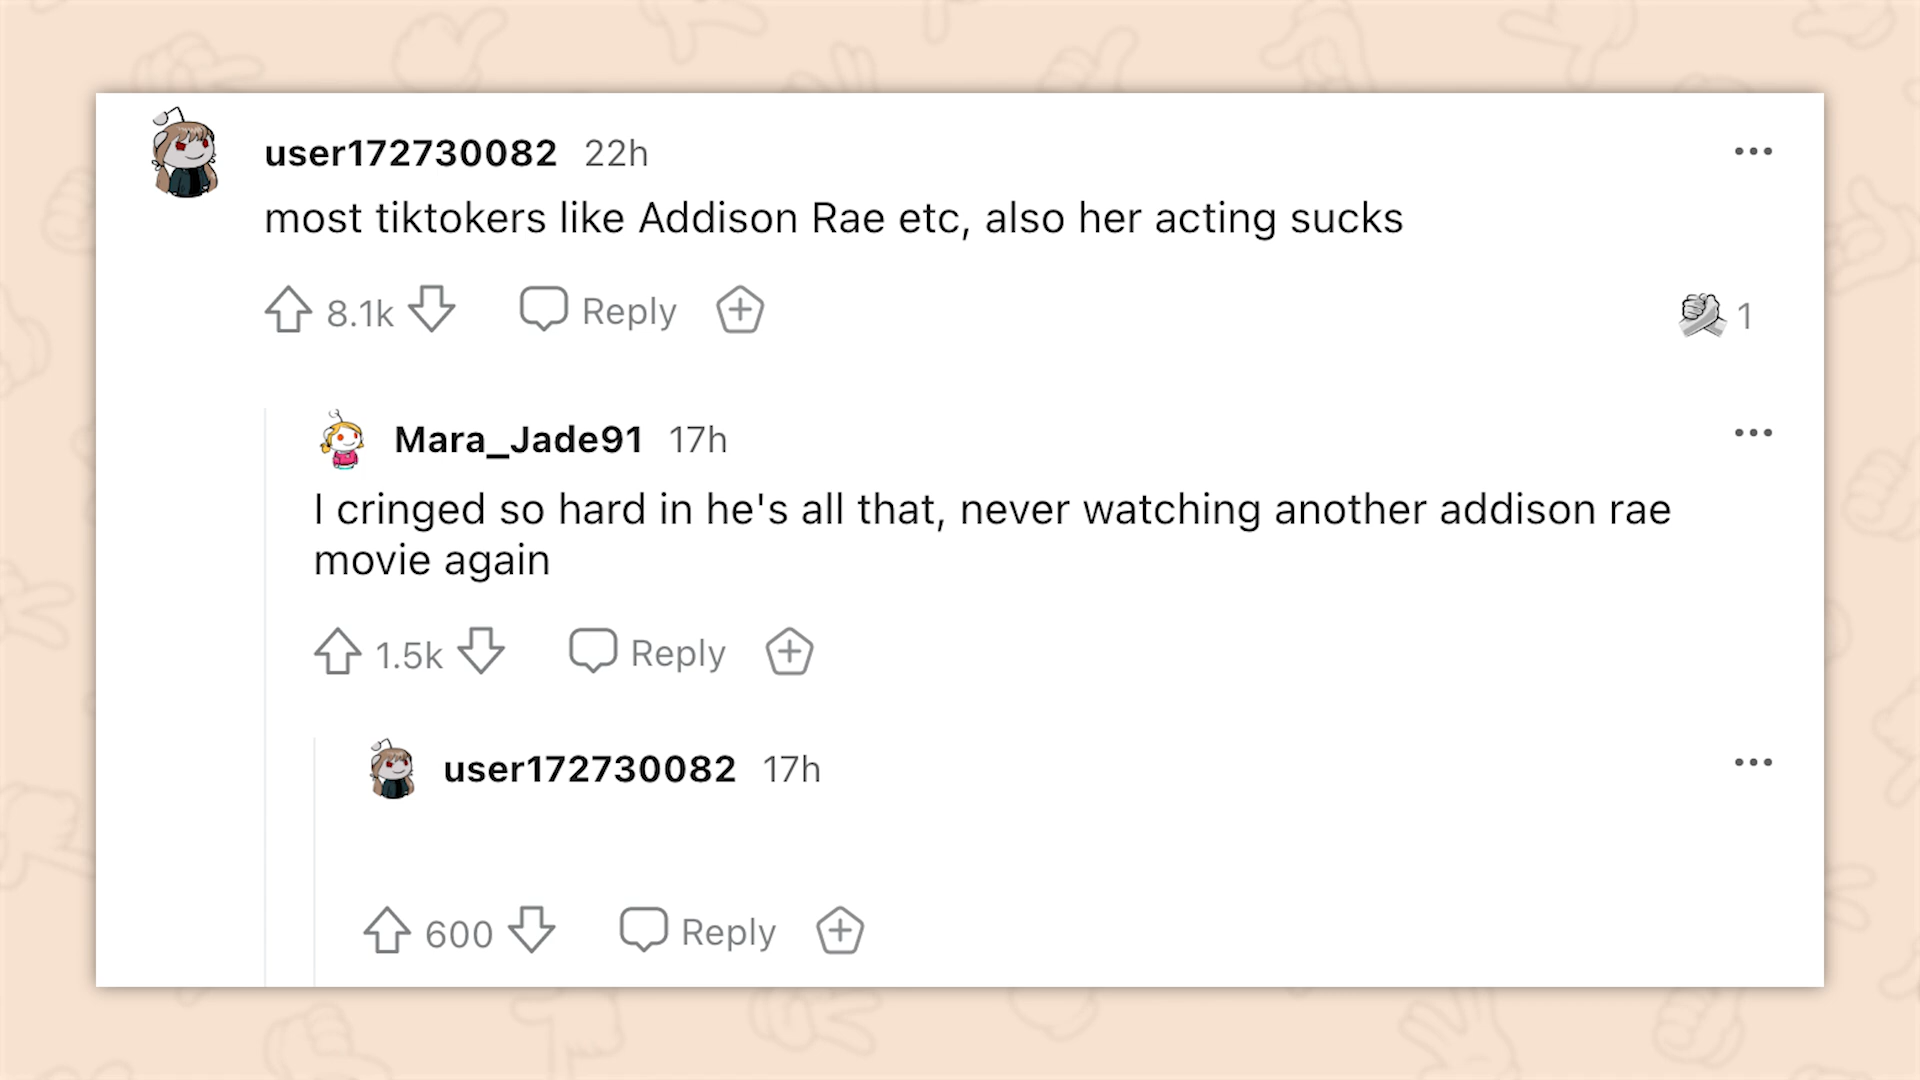 user172730082 22h
most tiktokers like Addison Rae etc, also her acting sucks
8.1k Reply 1
Mara_Jade91 17h
I cringed so hard in he's all that, never watching another addison rae
movie again
1.5k Reply
user172730082 17h
600 Reply